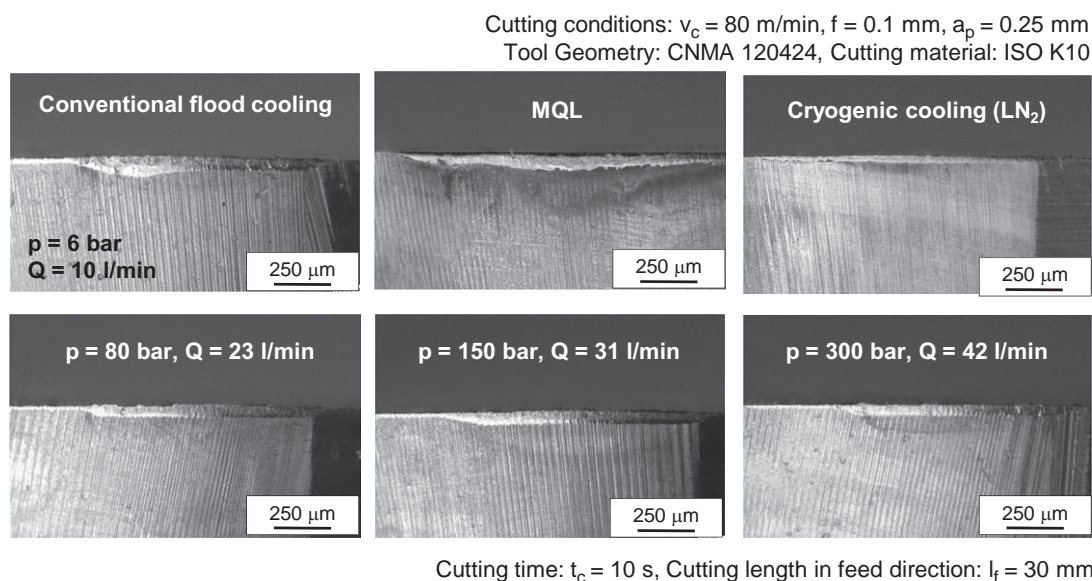 Cutting conditions: v_c = 80 m/min, f = 0.1 mm, a_p = 0.25 mm
Tool Geometry: CNMA 120424, Cutting material: ISO K10
Conventional flood cooling
p = 6 bar
Q = 10 l/min
250 μm
MQL
250 μm
Cryogenic cooling (LN₂)
250 μm
p = 80 bar, Q = 23 l/min
250 μm
p = 150 bar, Q = 31 l/min
250 μm
p = 300 bar, Q = 42 l/min
250 μm
Cutting time: t_c = 10 s, Cutting length in feed direction: l_f = 30 mm